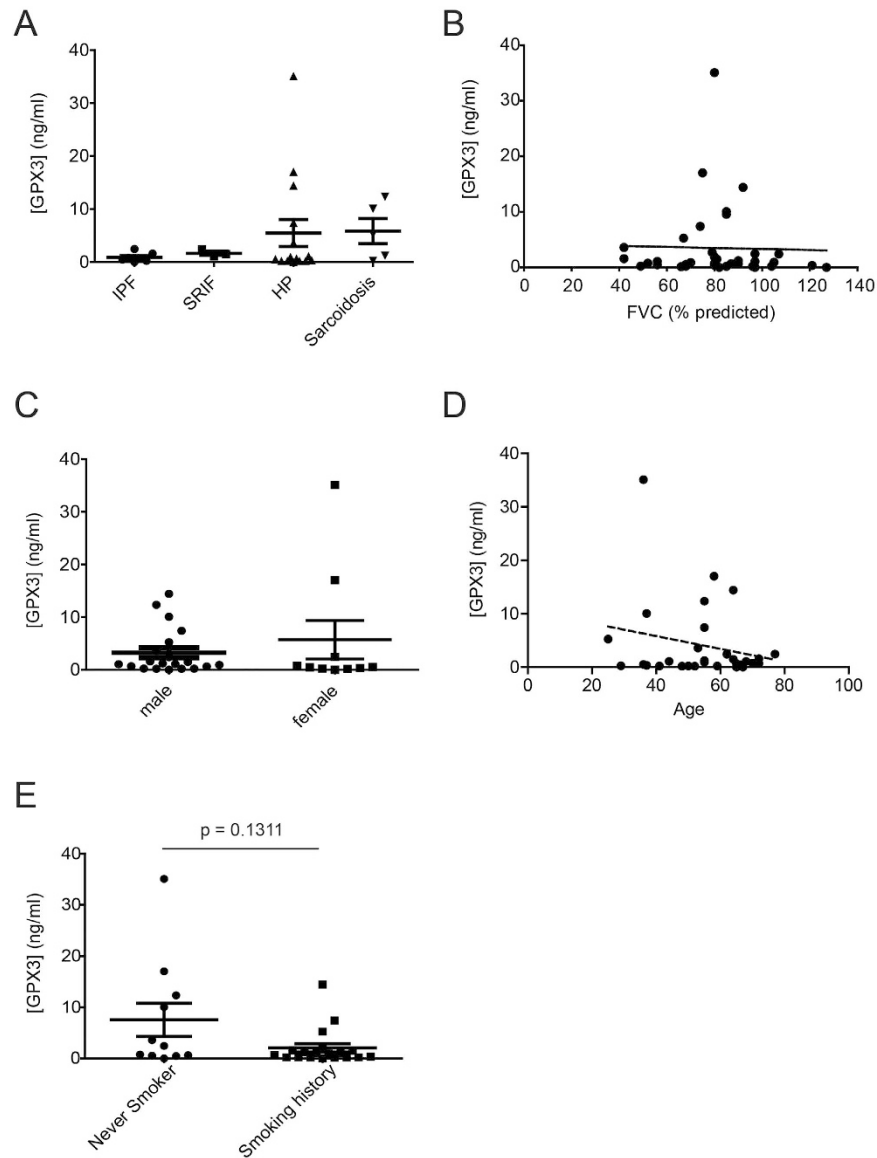 A
[GPX3] (ng/ml)
40
30
20
10
0
IPF
SRIF
HP
Sarcoidosis
B
[GPX3] (ng/ml)
40
30
20
10
0
0 20 40 60 80 100 120 140
FVC (% predicted)
C
[GPX3] (ng/ml)
40
30
20
10
0
male
female
D
[GPX3] (ng/ml)
40
30
20
10
0
0 20 40 60 80 100
Age
E
p = 0.1311
[GPX3] (ng/ml)
40
30
20
10
0
Never Smoker
Smoking history